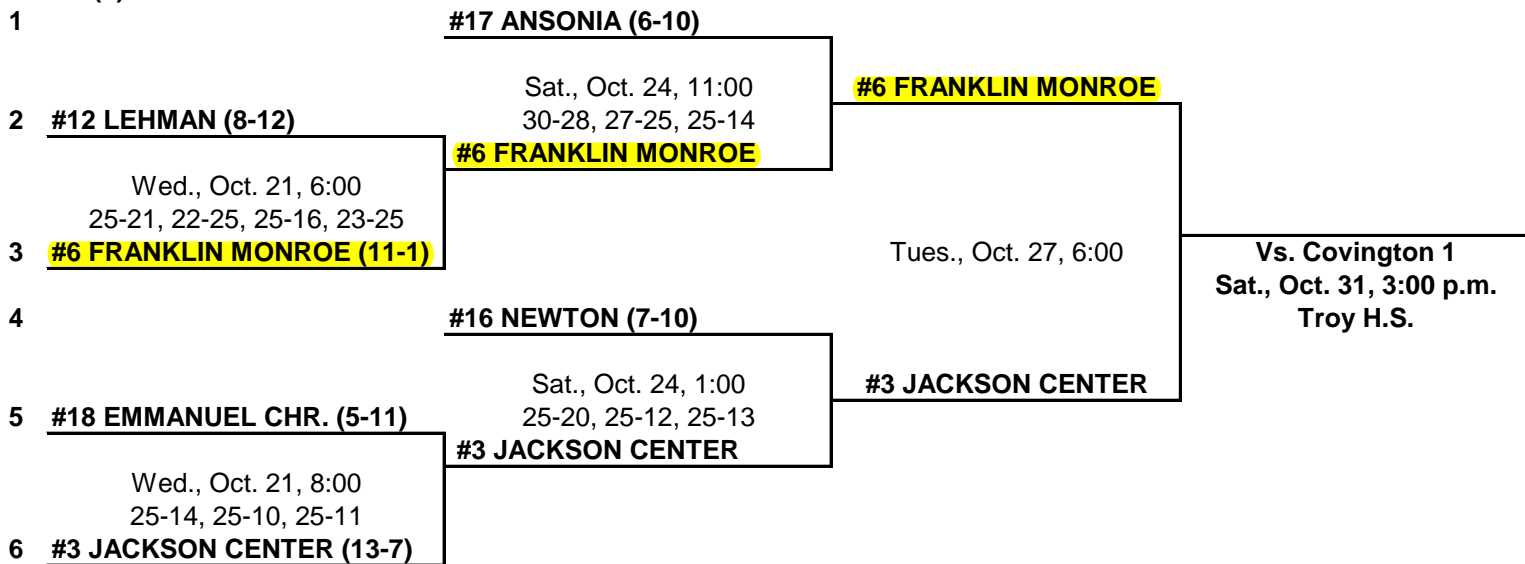 1 #17 ANSONIA (6-10)
Sat., Oct. 24, 11:00
#6 FRANKLIN MONROE
2 #12 LEHMAN (8-12)
30-28, 27-25, 25-14
#6 FRANKLIN MONROE
Wed., Oct. 21, 6:00
25-21, 22-25, 25-16, 23-25
3 #6 FRANKLIN MONROE (11-1)
Tues., Oct. 27, 6:00
Vs. Covington 1
Sat., Oct. 31, 3:00 p.m.
Troy H.S.
4 #16 NEWTON (7-10)
Sat., Oct. 24, 1:00
#3 JACKSON CENTER
5 #18 EMMANUEL CHR. (5-11)
25-20, 25-12, 25-13
#3 JACKSON CENTER
Wed., Oct. 21, 8:00
25-14, 25-10, 25-11
6 #3 JACKSON CENTER (13-7)